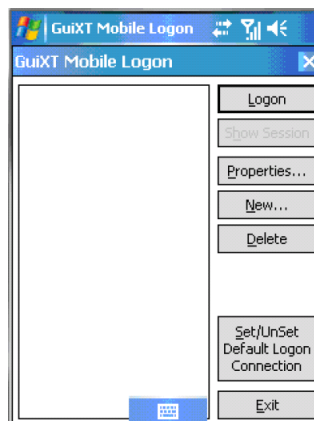 GuiXT Mobile Logon
GuiXT Mobile Logon
Logon
Show Session
Properties...
New...
Delete
Set/UnSet
Default Logon
Connection
Exit